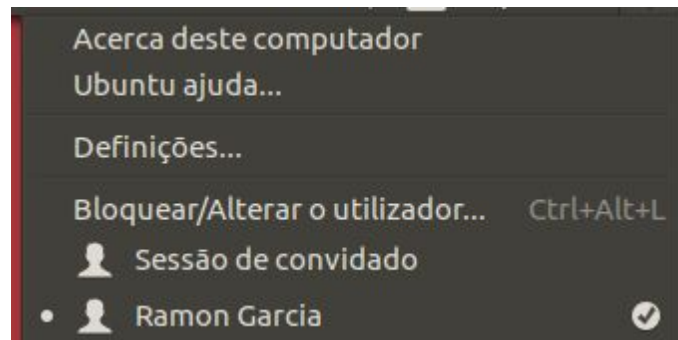 Acerca deste computador
Ubuntu ajuda...
Definições...
Bloquear/Alterar o utilizador... Ctrl+Alt+L
Sessão de convidado
Ramon Garcia